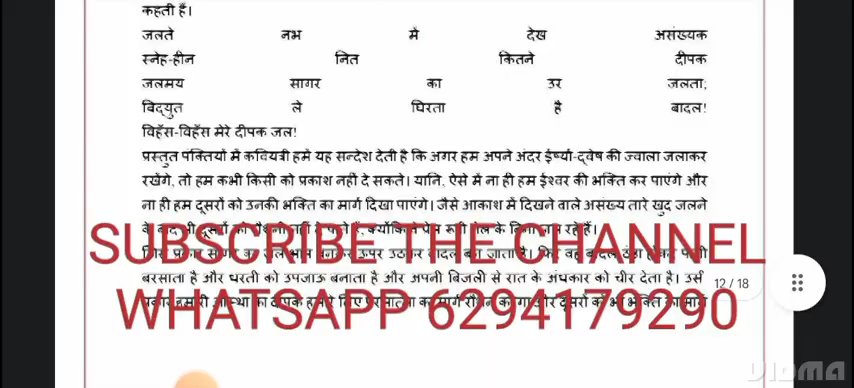 कहती हैं।
जलते नभ में देख असंख्यक
स्नेह-हीन नित कितने दीपक
जलमय सागर का उर जलता;
विद्युत ले घिरता है बादल!
विहँस-विहँस मेरे दीपक जल!
प्रस्तुत पंक्तियों में कवियत्री हमें यह सन्देश देती है कि अगर हम अपने अंदर ईर्ष्या-द्वेष की ज्वाला जलाकर
रखेंगे, तो हम कभी किसी को प्रकाश नहीं दे सकते। यानि, ऐसे में ना ही हम ईश्वर की भक्ति कर पाएंगे और
ना ही हम दूसरों को उनकी भक्ति का मार्ग दिखा पाएंगे। जैसे आकाश में दिखने वाले असंख्य तारे खुद जलने
SUBSCRIBE THE CHANNEL
बरसाता है और धरती को उपजाऊ बनाता है और अपनी बिजली से रात के अंधकार को चीर देता है। उसी
12 / 18
WHATSAPP 6294179290
VIDMA